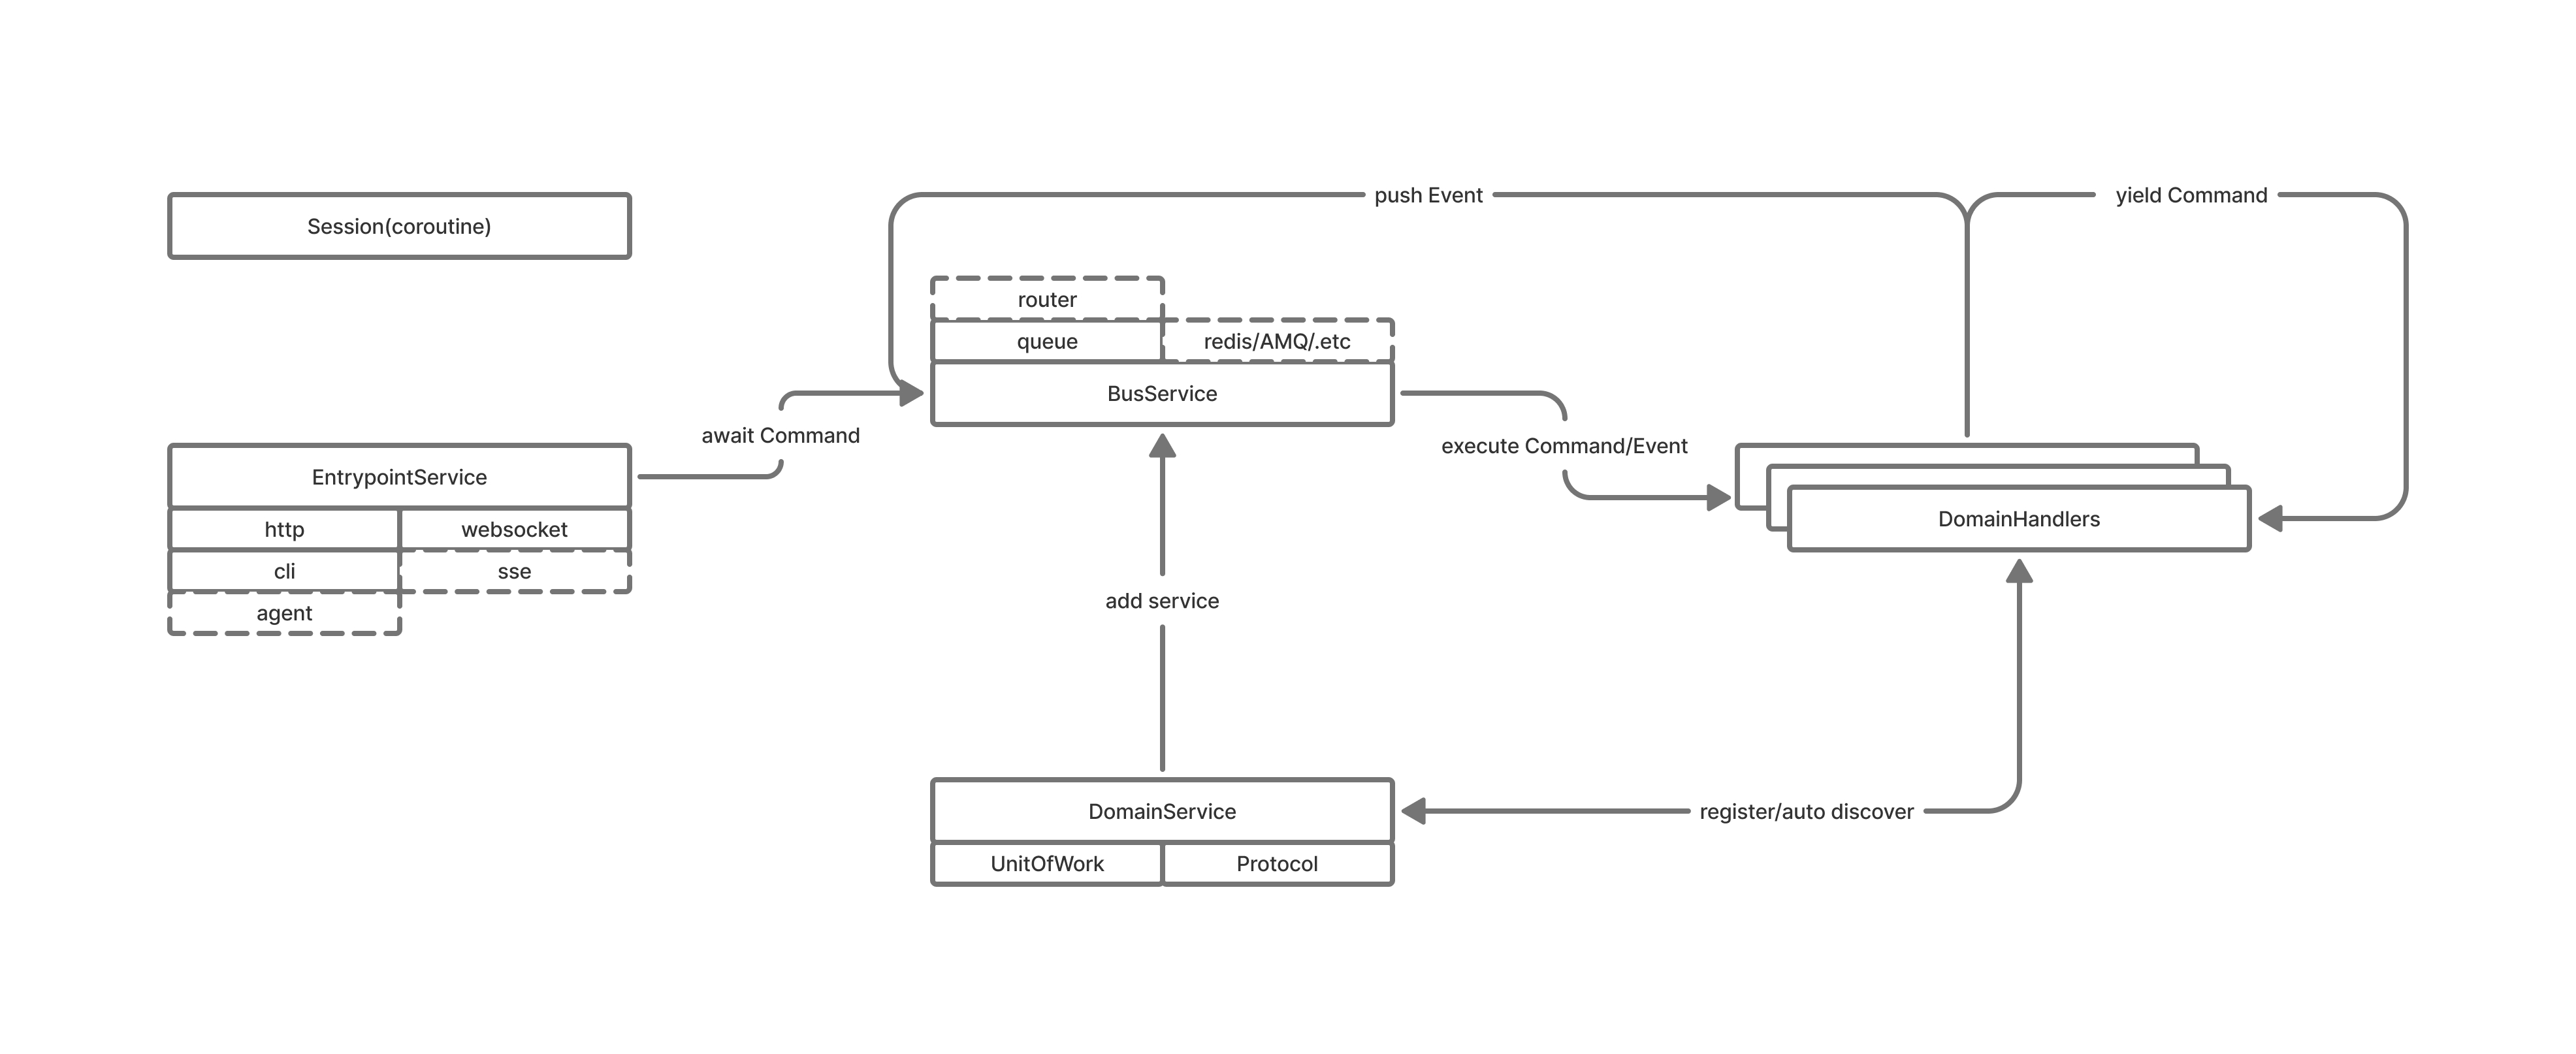 push Event
yield Command
Session(coroutine)
router
queue
redis/AMQ/.etc
BusService
await Command
execute Command/Event
EntrypointService
http
websocket
cli
sse
agent
DomainHandlers
add service
DomainService
register/auto discover
UnitOfWork
Protocol